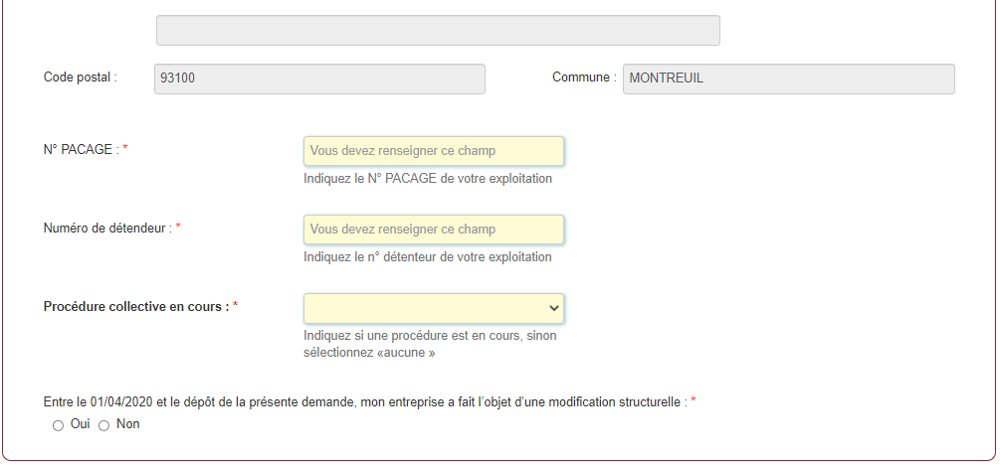 Code postal : 93100 Commune : MONTREUIL
N° PACAGE : * Vous devez renseigner ce champ
Indiquez le N° PACAGE de votre exploitation
Numéro de détendeur : * Vous devez renseigner ce champ
Indiquez le n° détenteur de votre exploitation
Procédure collective en cours : *
Indiquez si une procédure est en cours, sinon
sélectionnez «aucune »
Entre le 01/04/2020 et le dépôt de la présente demande, mon entreprise a fait l’objet d’une modification structurelle : *
Oui Non